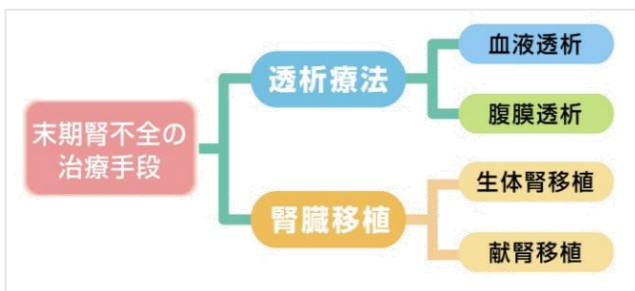 末期腎不全の
治療手段
透析療法
血液透析
腹膜透析
腎臓移植
生体腎移植
献腎移植